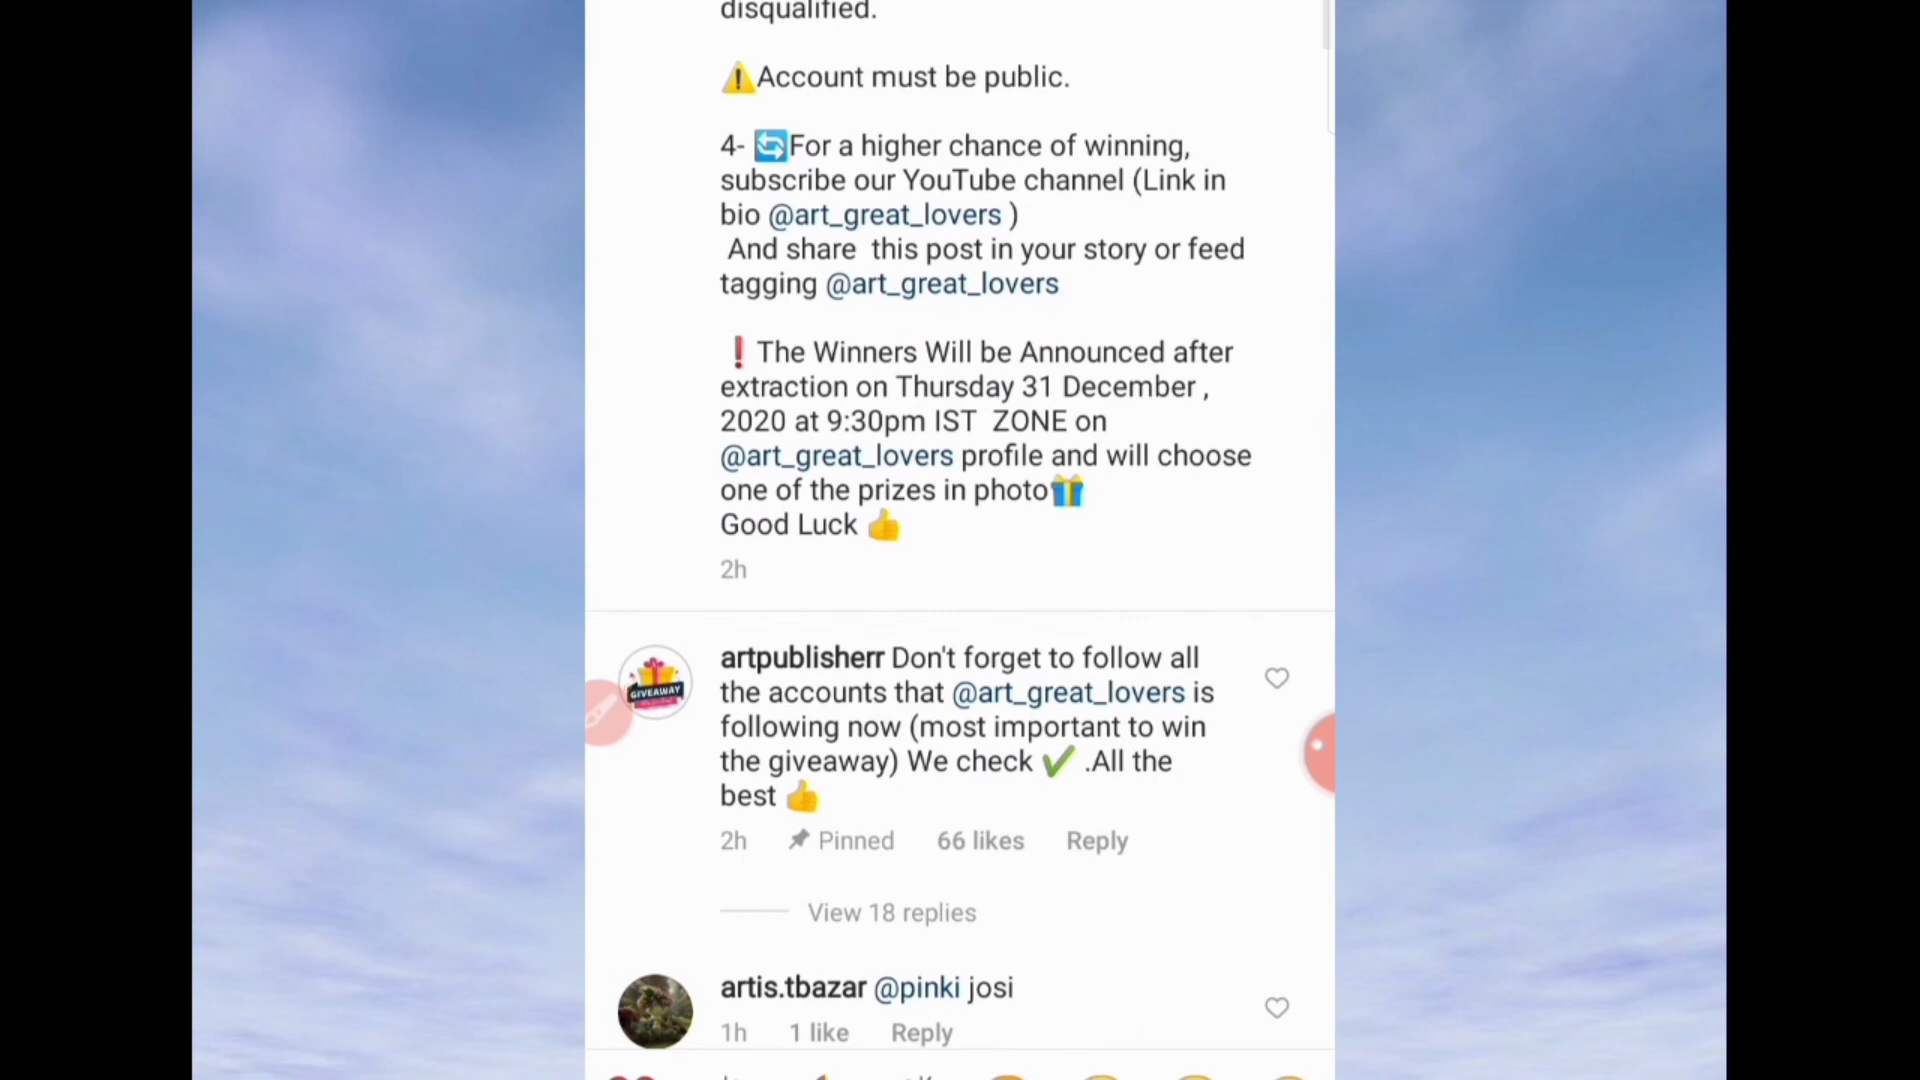 disqualified.
⚠️Account must be public.
4- 🔄For a higher chance of winning,
subscribe our YouTube channel (Link in
bio @art_great_lovers )
And share  this post in your story or feed
tagging @art_great_lovers
❗The Winners Will be Announced after
extraction on Thursday 31 December ,
2020 at 9:30pm IST  ZONE on
@art_great_lovers profile and will choose
one of the prizes in photo🎁
Good Luck 👍
2h
GIVEAWAY
artpublisherr Don't forget to follow all
the accounts that @art_great_lovers is
following now (most important to win
the giveaway) We check ✔️ .All the
best 👍
2h 📌 Pinned 66 likes Reply
View 18 replies
artis.tbazar @pinki josi
1h 1 like Reply